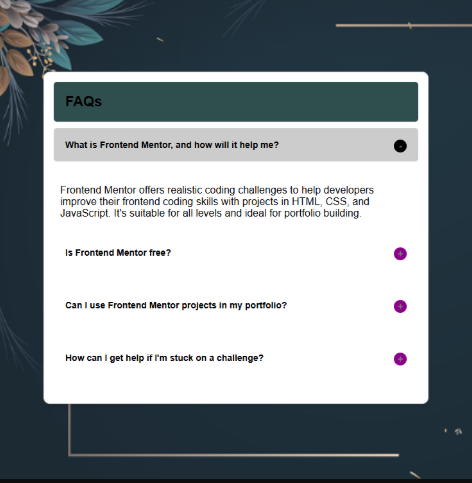 FAQs
What is Frontend Mentor, and how will it help me?
-
Frontend Mentor offers realistic coding challenges to help developers
improve their frontend coding skills with projects in HTML, CSS, and
JavaScript. It's suitable for all levels and ideal for portfolio building.
Is Frontend Mentor free?
+
Can I use Frontend Mentor projects in my portfolio?
+
How can I get help if I'm stuck on a challenge?
+